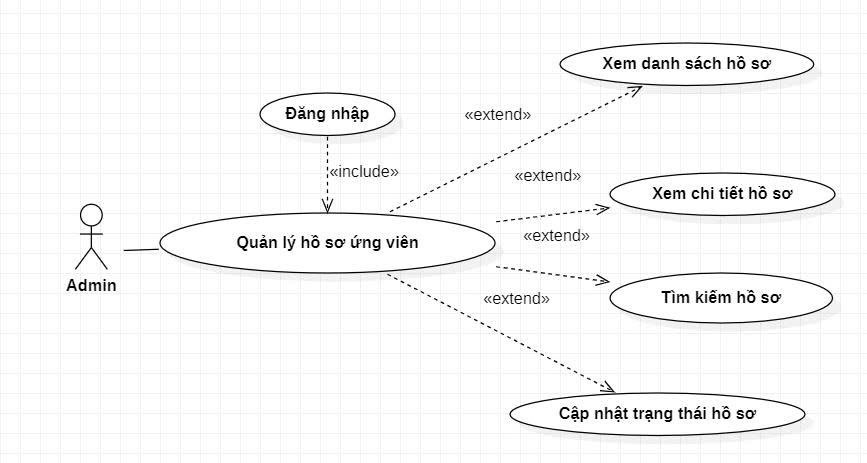 Xem danh sách hồ sơ
Đăng nhập
«extend»
«include»
«extend»
Xem chi tiết hồ sơ
Quản lý hồ sơ ứng viên
«extend»
Admin
«extend»
Tìm kiếm hồ sơ
Cập nhật trạng thái hồ sơ